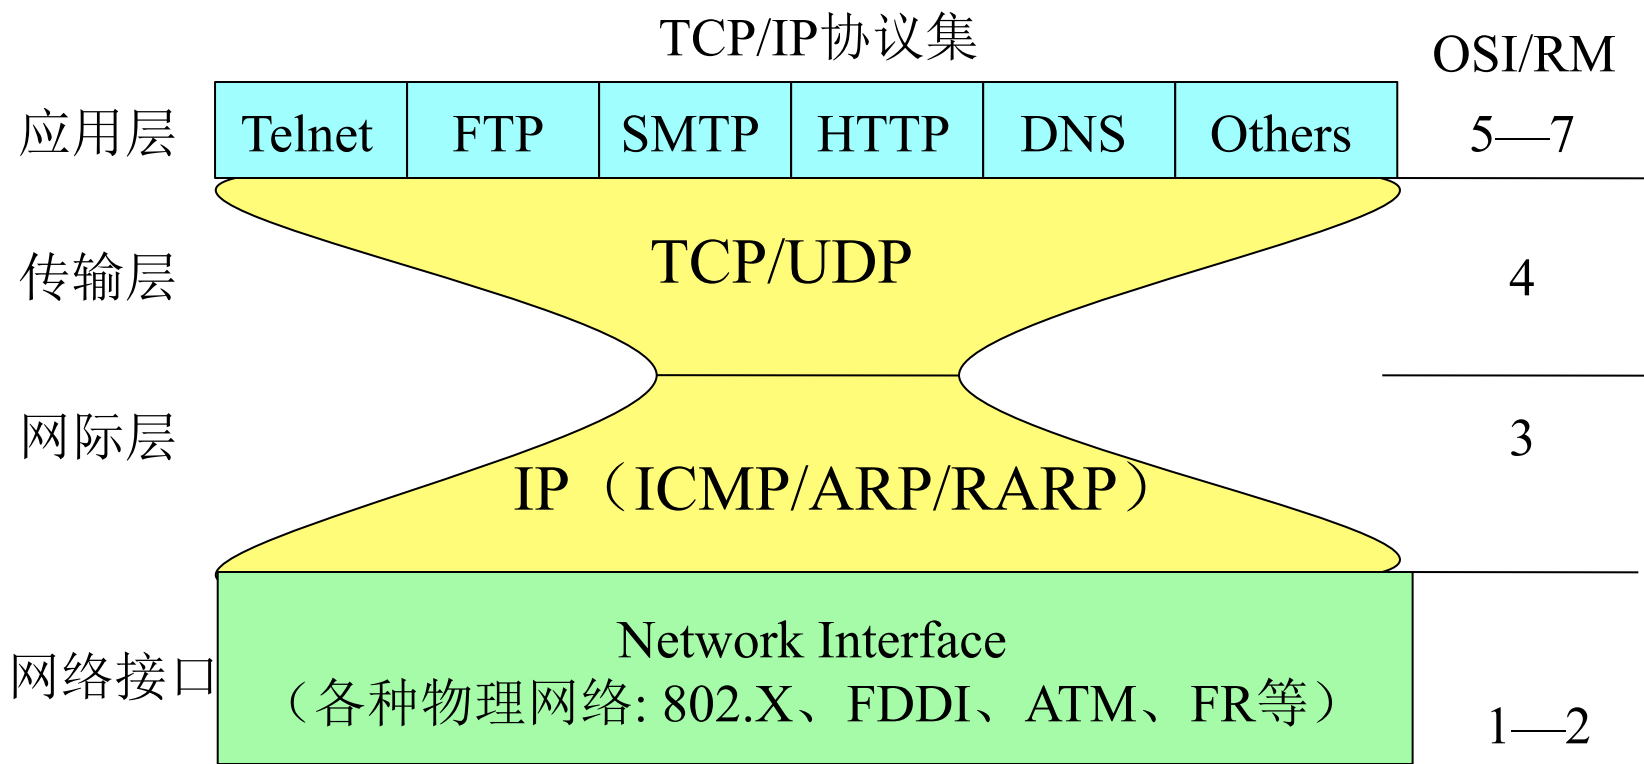 TCP/IP协议集
OSI/RM
应用层 Telnet FTP SMTP HTTP DNS Others 5—7
传输层 TCP/UDP 4
网际层 3
IP（ICMP/ARP/RARP）
Network Interface
网络接口 （各种物理网络: 802.X、FDDI、ATM、FR等）
1—2